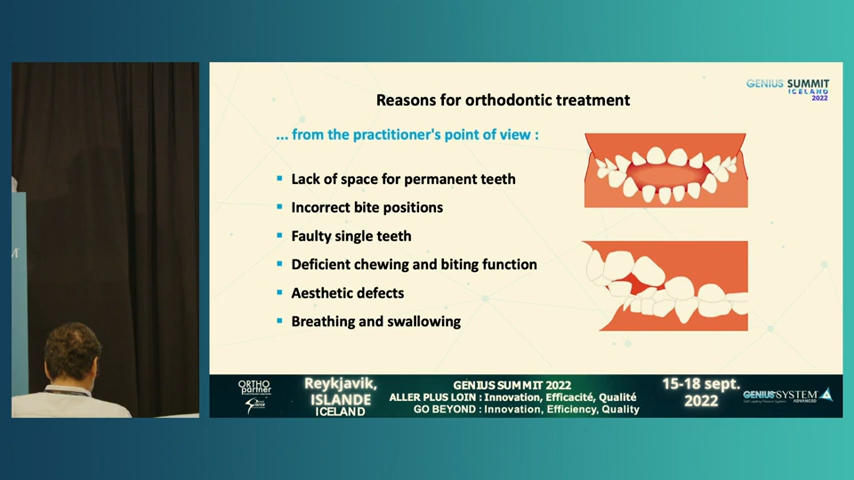 GENIUS SUMMIT
ICELAND
2022
Reasons for orthodontic treatment
... from the practitioner's point of view :
Lack of space for permanent teeth
Incorrect bite positions
Faulty single teeth
Deficient chewing and biting function
Aesthetic defects
Breathing and swallowing
ORTHO
partner
Reykjavik,
ISLANDE
ICELAND
GENIUS SUMMIT 2022
ALLER PLUS LOIN : Innovation, Efficacité, Qualité
GO BEYOND : Innovation, Efficiency, Quality
15-18 sept.
2022
GENIUS SYSTEM
ADVANCED